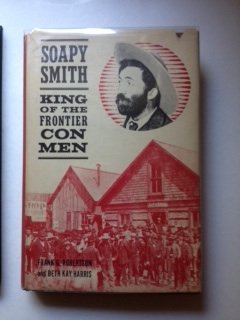 SOAPY
SMITH
KING
OF THE
FRONTIER
CON
MEN
FRANK C. ROBERTSON
and BETH KAY HARRIS